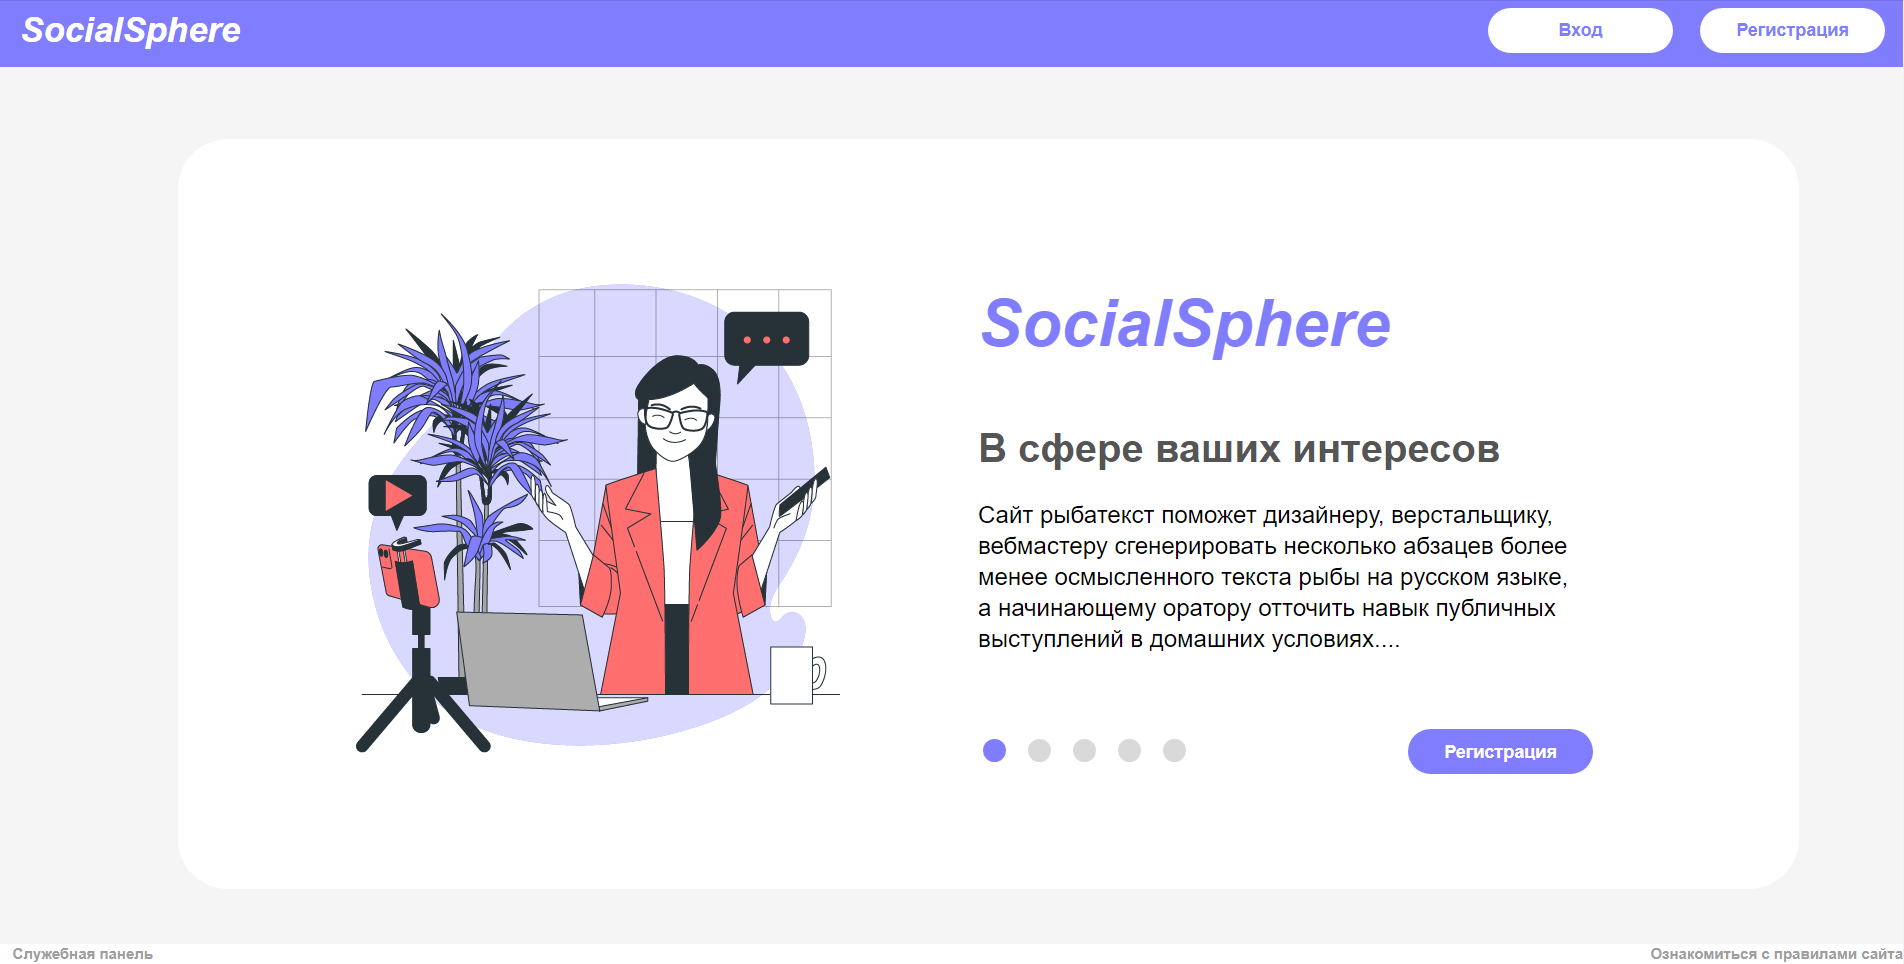 SocialSphere
Вход
Регистрация
SocialSphere
В сфере ваших интересов
Сайт рыбатекст поможет дизайнеру, верстальщику,
вебмастеру сгенерировать несколько абзацев более
менее осмысленного текста рыбы на русском языке,
а начинающему оратору отточить навык публичных
выступлений в домашних условиях....
Регистрация
Служебная панель
Ознакомиться с правилами сайта